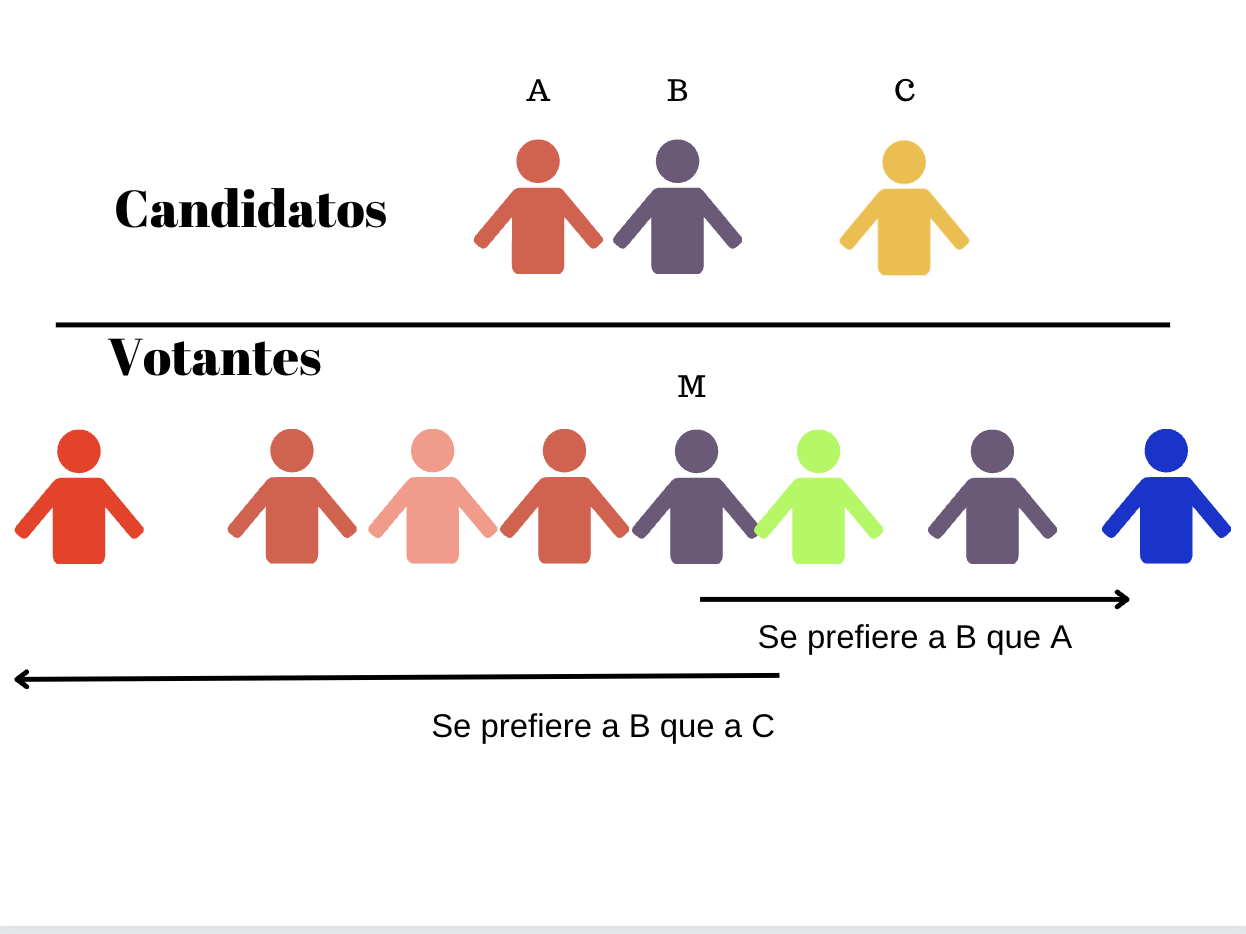 A B C
Candidatos
Votantes
M
Se prefiere a B que A
Se prefiere a B que a C